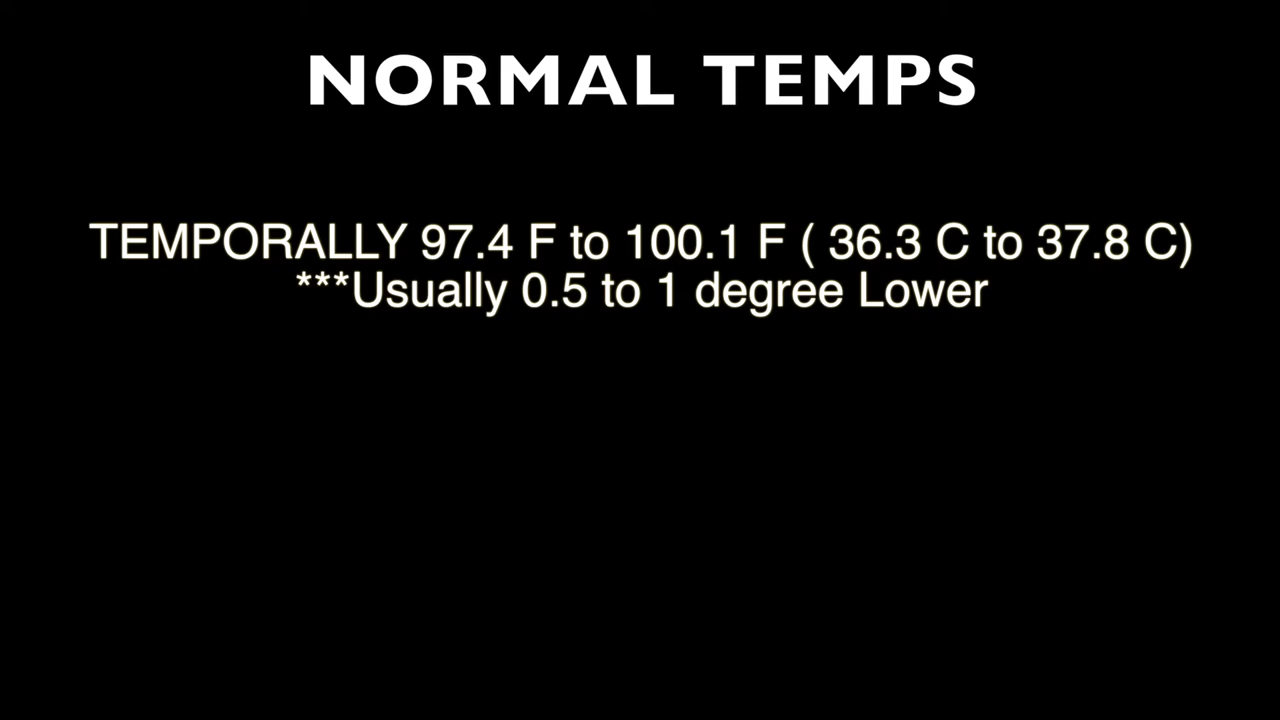 NORMAL TEMPS
TEMPORALLY 97.4 F to 100.1 F ( 36.3 C to 37.8 C)
***Usually 0.5 to 1 degree Lower